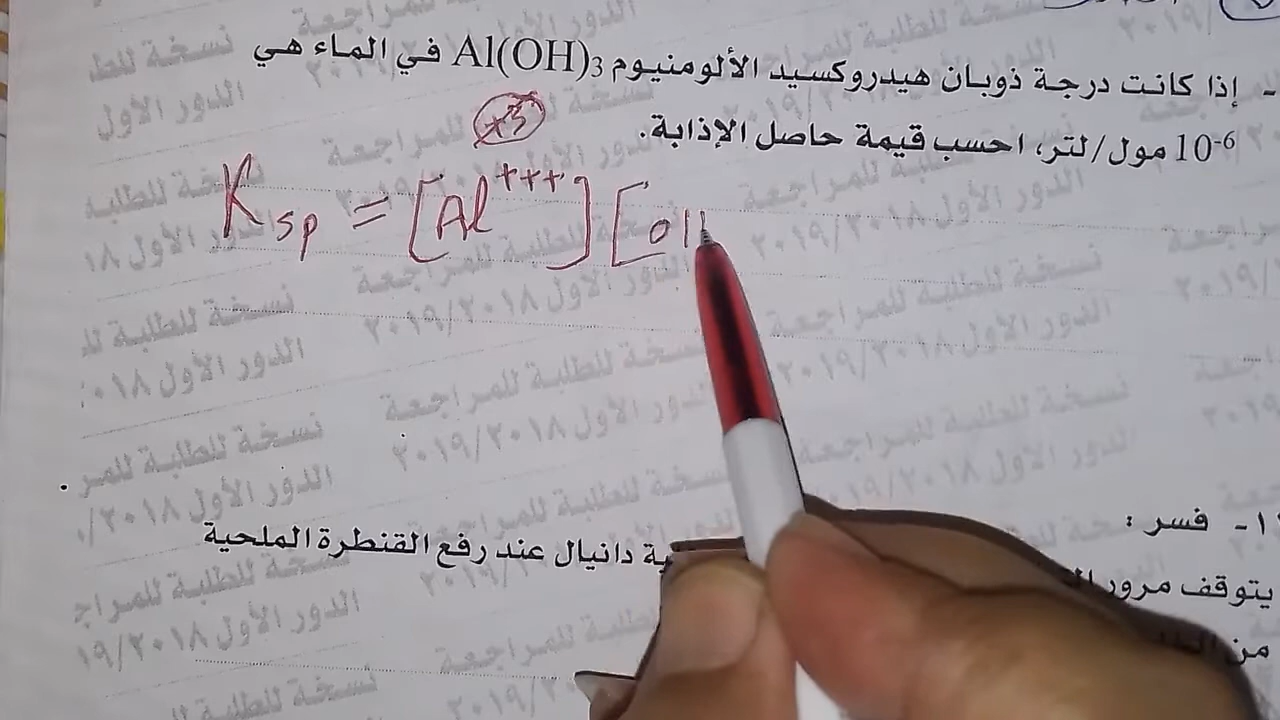 - إذا كانت درجة ذوبان هيدروكسيد الألومنيوم Al(OH)3 في الماء هي
10-6 مول/لتر، احسب قيمة حاصل الإذابة.
×3
Ksp = [Al+++] [OH
نسخة للطلبة للمراجعة
الدور الأول ٢٠١٨/٢٠١٩
فسر :
ية دانيال عند رفع القنطرة الملحية
يتوقف مرور
من